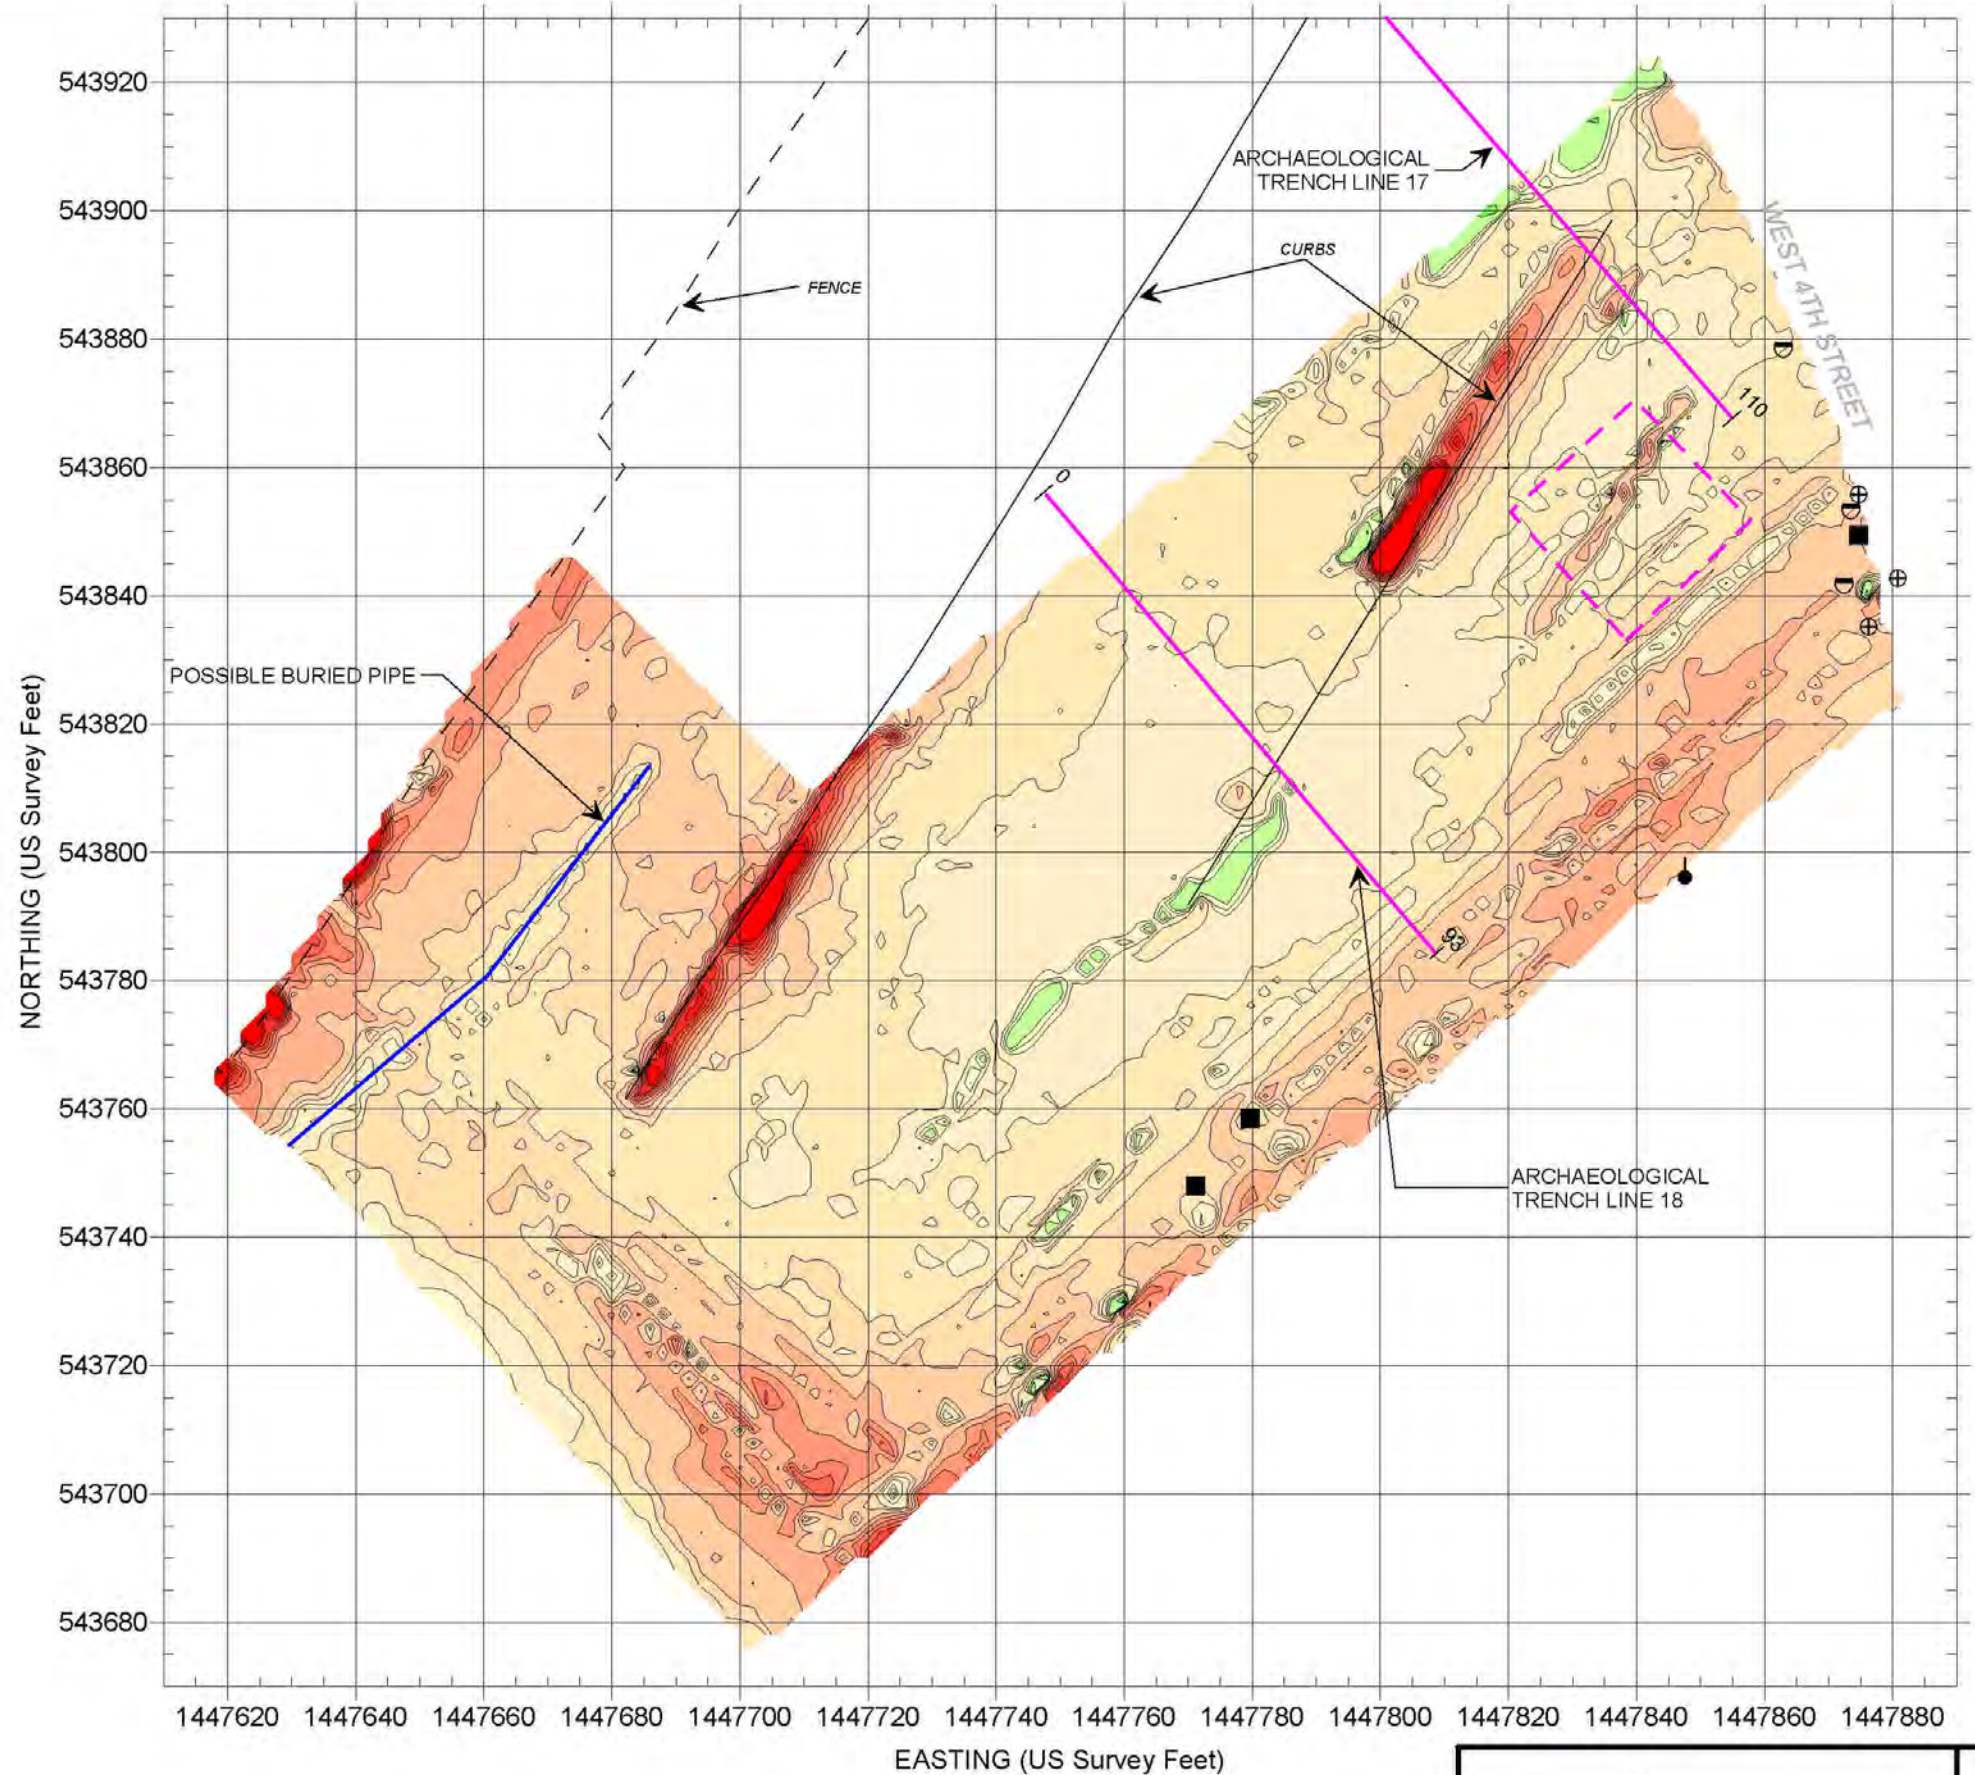 543920
ARCHAEOLOGICAL
TRENCH LINE 17
543900
WEST 4TH STREET
CURBS
FENCE
543880
110
543860
0
543840
POSSIBLE BURIED PIPE
543820
543800
93
543780
NORTHING (US Survey Feet)
543760
ARCHAEOLOGICAL
TRENCH LINE 18
543740
543720
543700
543680
1447620 1447640 1447660 1447680 1447700 1447720 1447740 1447760 1447780 1447800 1447820 1447840 1447860 1447880
EASTING (US Survey Feet)